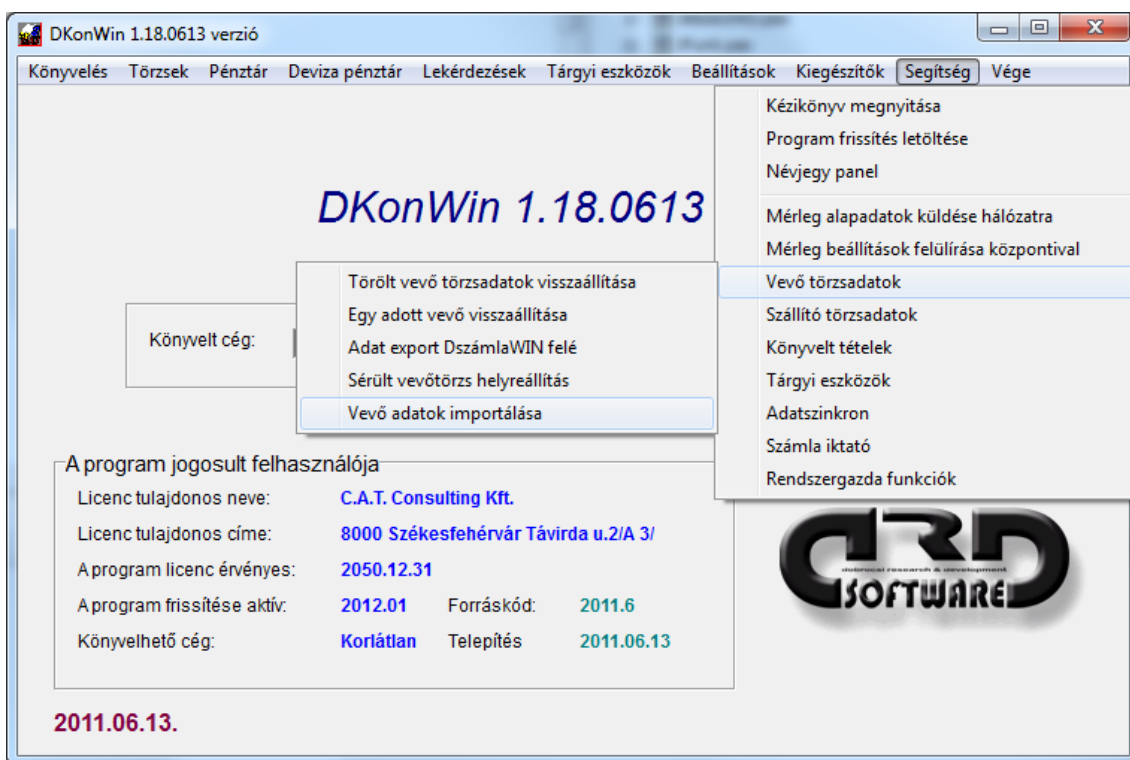 DKonWin 1.18.0613 verzió
Könyvelés Törzsek Pénztár Deviza pénztár Lekérdezések Tárgyi eszközök Beállítások Kiegészítők Segítség Vége
Kézikönyv megnyitása
Program frissítés letöltése
Névjegy panel
DKonWin 1.18.0613
Mérleg alapadatok küldése hálózatra
Mérleg beállítások felülírása központival
Vevő törzsadatok
Szállító törzsadatok
Könyvelt tételek
Tárgyi eszközök
Adatszinkron
Számla iktató
Rendszergazda funkciók
Törölt vevő törzsadatok visszaállítása
Egy adott vevő visszaállítása
Adat export DszámlaWIN felé
Sérült vevőtörzs helyreállítás
Vevő adatok importálása
Könyvelt cég:
A program jogosult felhasználója
Licenc tulajdonos neve: C.A.T. Consulting Kft.
Licenc tulajdonos címe: 8000 Székesfehérvár Távirda u.2/A 3/
A program licenc érvényes: 2050.12.31
A program frissítése aktív: 2012.01 Forráskód: 2011.6
Könyvelhető cég: Korlátlan Telepítés 2011.06.13
DRD
dobrocsi research & development
SOFTWARE
2011.06.13.